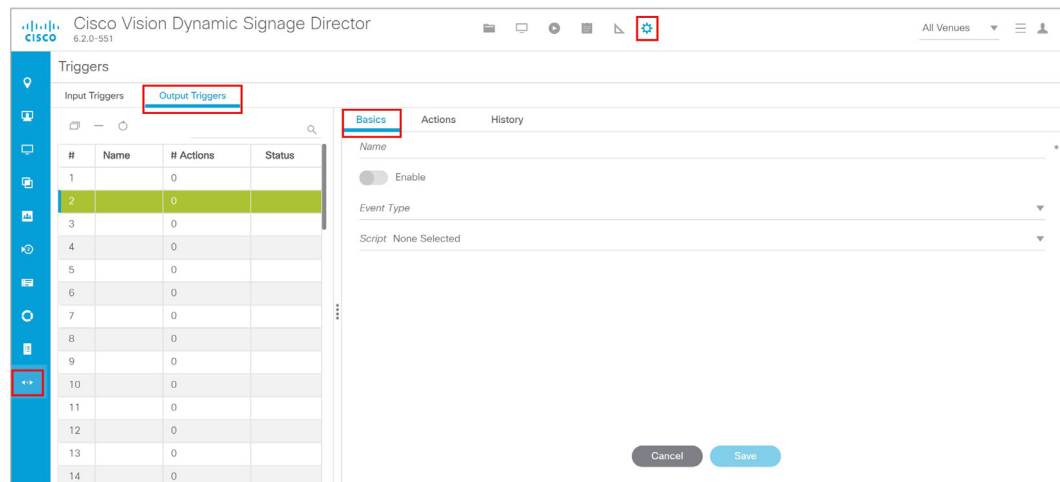 CISCO
Cisco Vision Dynamic Signage Director
6.2.0-551
All Venues
Triggers
Input Triggers Output Triggers
Basics Actions History
# Name # Actions Status
1 0
2 0
3 0
4 0
5 0
6 0
7 0
8 0
9 0
10 0
11 0
12 0
13 0
14 0
Name *
Enable
Event Type
Script None Selected
Cancel Save